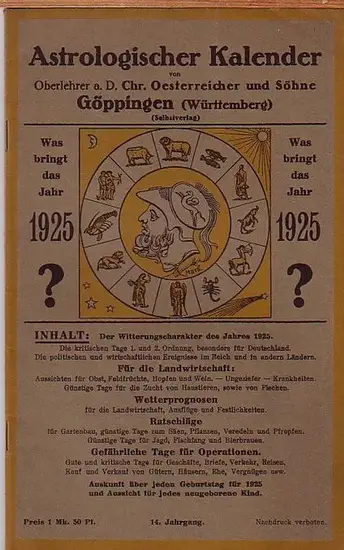 Astrologischer Kalender
von
Oberlehrer a. D. Chr. Oesterreicher und Söhne
Göppingen (Württemberg)
(Selbstverlag)
Was bringt das Jahr 1925 ?
Was bringt das Jahr 1925 ?
Mars
INHALT: Der Witterungscharakter des Jahres 1925.
Die kritischen Tage 1. und 2. Ordnung, besonders für Deutschland.
Die politischen und wirtschaftlichen Ereignisse im Reich und in andern Ländern.
Für die Landwirtschaft:
Aussichten für Obst, Feldfrüchte, Hopfen und Wein. — Ungeziefer — Krankheiten.
Günstige Tage für die Zucht von Haustieren, sowie von Fischen.
Wetterprognosen
für die Landwirtschaft, Ausflüge und Festlichkeiten.
Ratschläge
für Gartenbau, günstige Tage zum Säen, Pflanzen, Veredeln und Pfropfen.
Günstige Tage für Jagd, Fischfang und Bierbrauen.
Gefährliche Tage für Operationen.
Gute und kritische Tage für Geschäfte, Briefe, Verkehr, Reisen,
Kauf und Verkauf von Gütern, Häusern, Ehe, Vergnügen usw.
Auskunft über jeden Geburtstag für 1925
und Aussicht für jedes neugeborene Kind.
Preis 1 Mk. 50 Pf.
14. Jahrgang.
Nachdruck verboten.